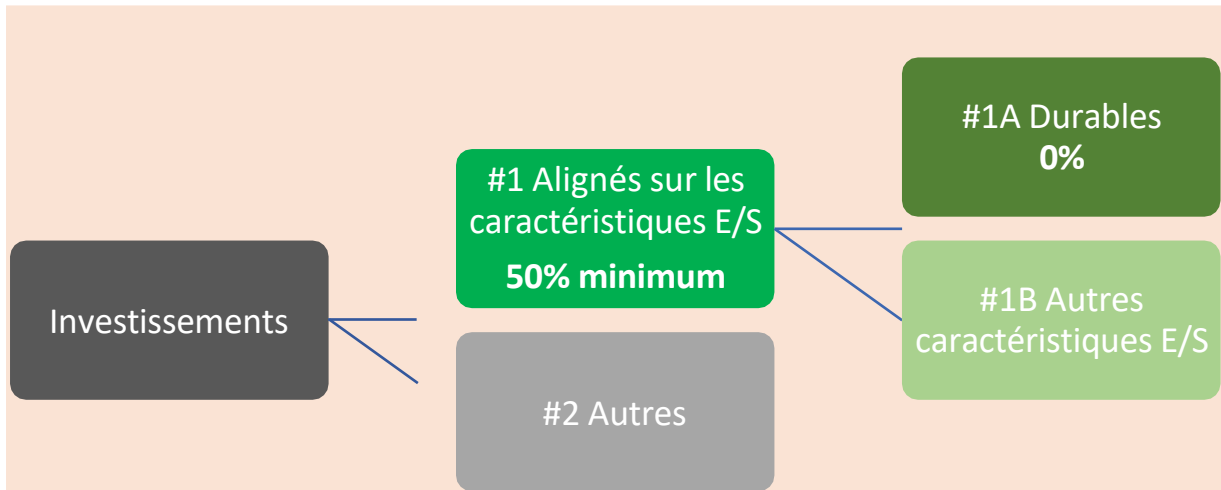 Investissements
#1 Alignés sur les
caractéristiques E/S
50% minimum
#2 Autres
#1A Durables
0%
#1B Autres
caractéristiques E/S